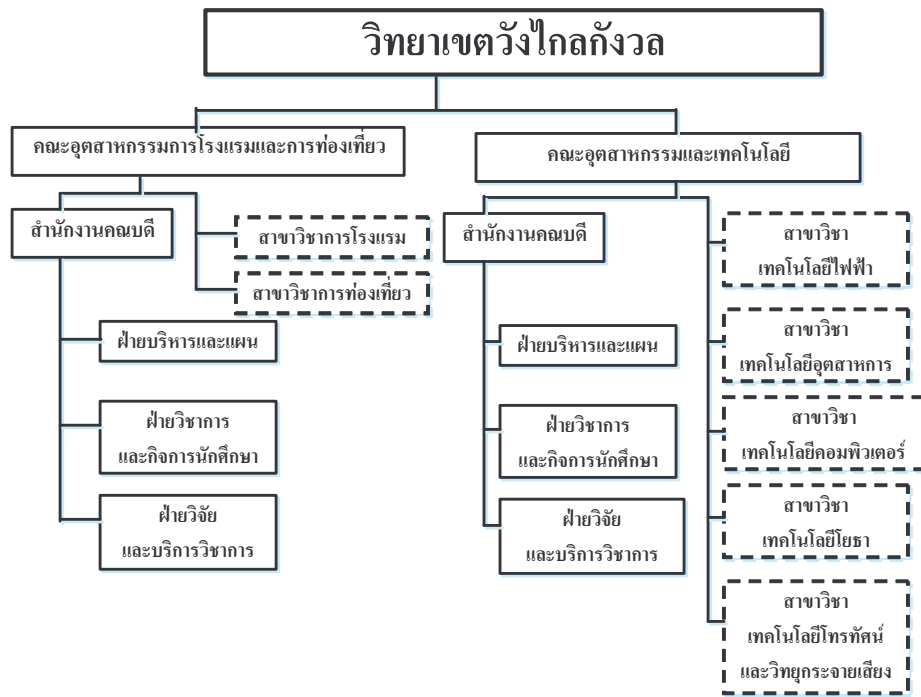 วิทยาเขตวังไกลกังวล
คณะอุตสาหกรรมการโรงแรมและการท่องเที่ยว
สำนักงานคณบดี
สาขาวิชาการโรงแรม
สาขาวิชาการท่องเที่ยว
ฝ่ายบริหารและแผน
ฝ่ายวิชาการ
และกิจการนักศึกษา
ฝ่ายวิจัย
และบริการวิชาการ
คณะอุตสาหกรรมและเทคโนโลยี
สำนักงานคณบดี
ฝ่ายบริหารและแผน
ฝ่ายวิชาการ
และกิจการนักศึกษา
ฝ่ายวิจัย
และบริการวิชาการ
สาขาวิชา
เทคโนโลยีไฟฟ้า
สาขาวิชา
เทคโนโลยีอุตสาหการ
สาขาวิชา
เทคโนโลยีคอมพิวเตอร์
สาขาวิชา
เทคโนโลยีโยธา
สาขาวิชา
เทคโนโลยีโทรทัศน์
และวิทยุกระจายเสียง